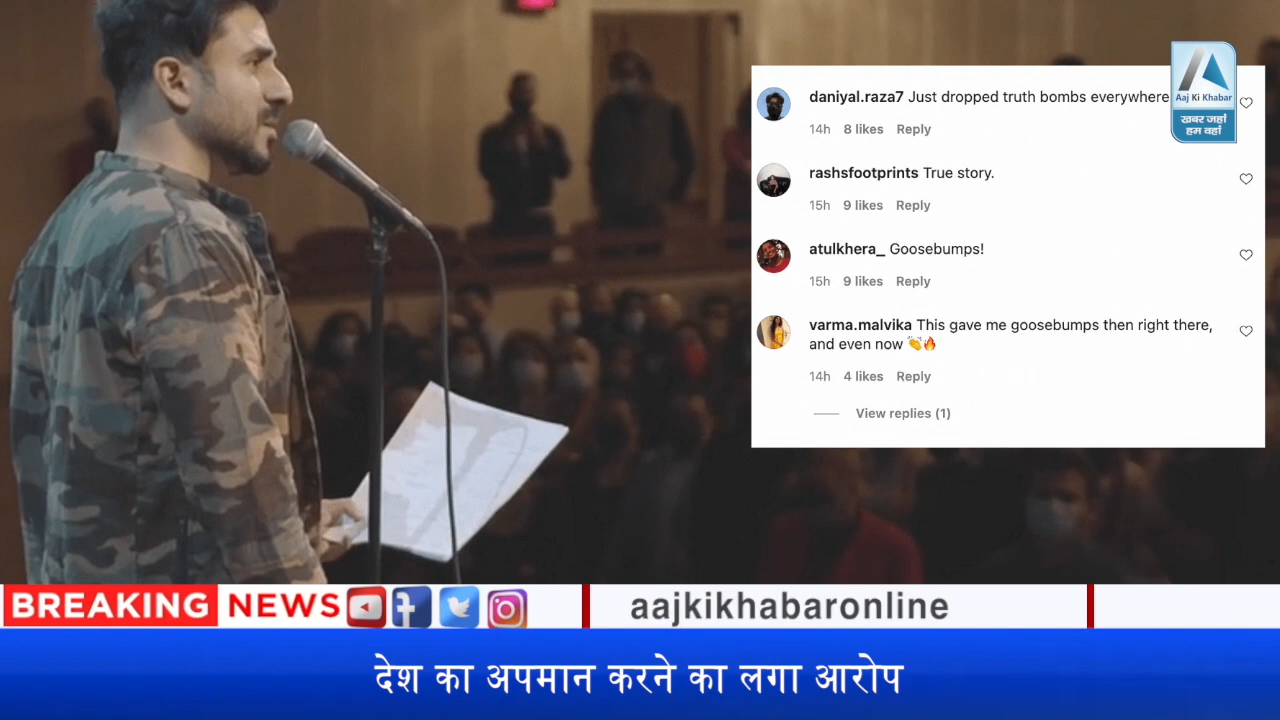 daniyal.raza7 Just dropped truth bombs everywhere
14h 8 likes Reply
Aaj Ki Khabar
खबर जहां
हम वहां
rashsfootprints True story.
15h 9 likes Reply
atulkhera_ Goosebumps!
15h 9 likes Reply
varma.malvika This gave me goosebumps then right there,
and even now 👏🔥
14h 4 likes Reply
View replies (1)
BREAKING NEWS
aajkikhabaronline
देश का अपमान करने का लगा आरोप